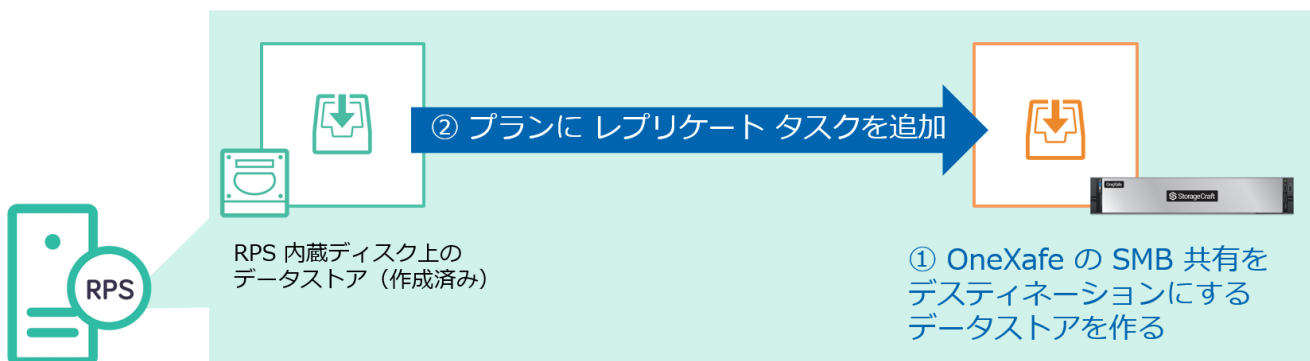 ② プランに レプリケート タスクを追加
RPS
RPS 内蔵ディスク上の
データストア（作成済み）
OneXafe
StorageCraft
① OneXafe の SMB 共有を
デスティネーションにする
データストアを作る